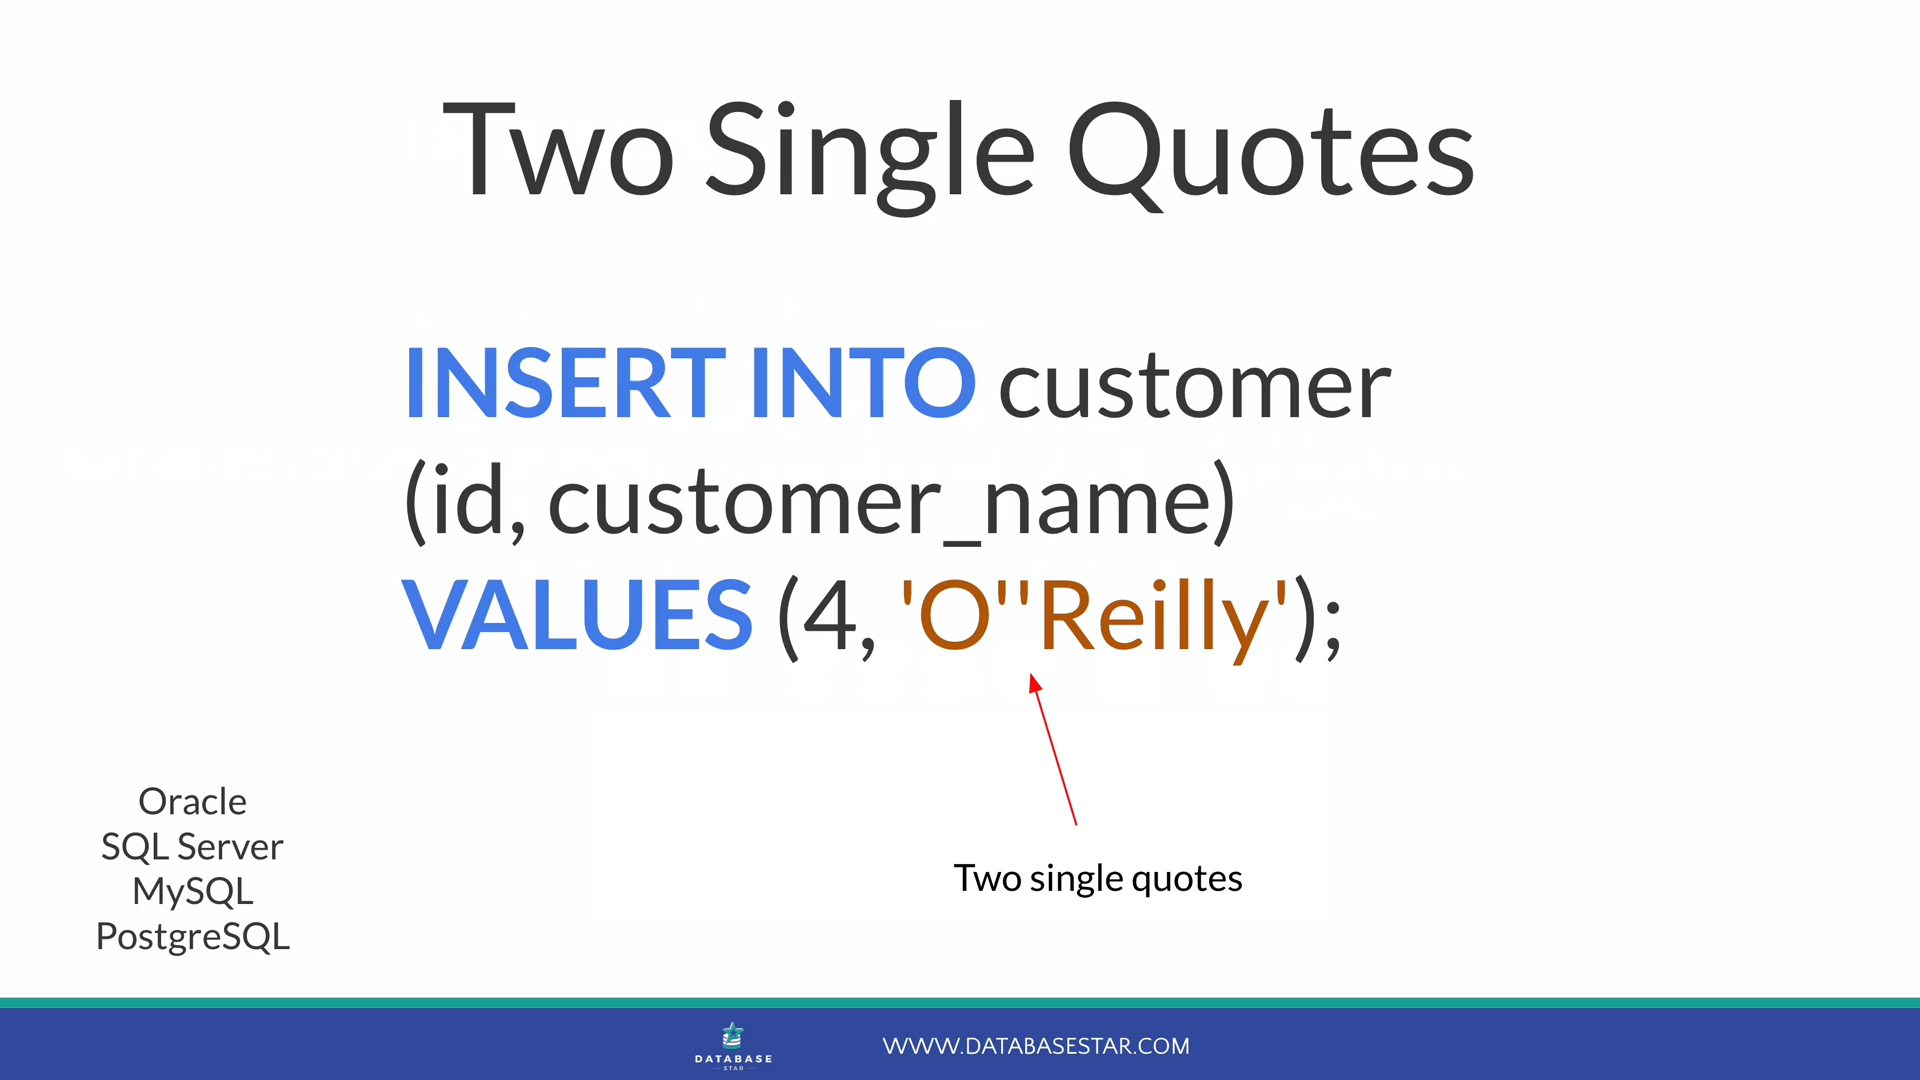 Two Single Quotes
INSERT INTO customer
(id, customer_name)
VALUES (4, 'O''Reilly');
Two single quotes
Oracle
SQL Server
MySQL
PostgreSQL
DATABASE
STAR
WWW.DATABASESTAR.COM